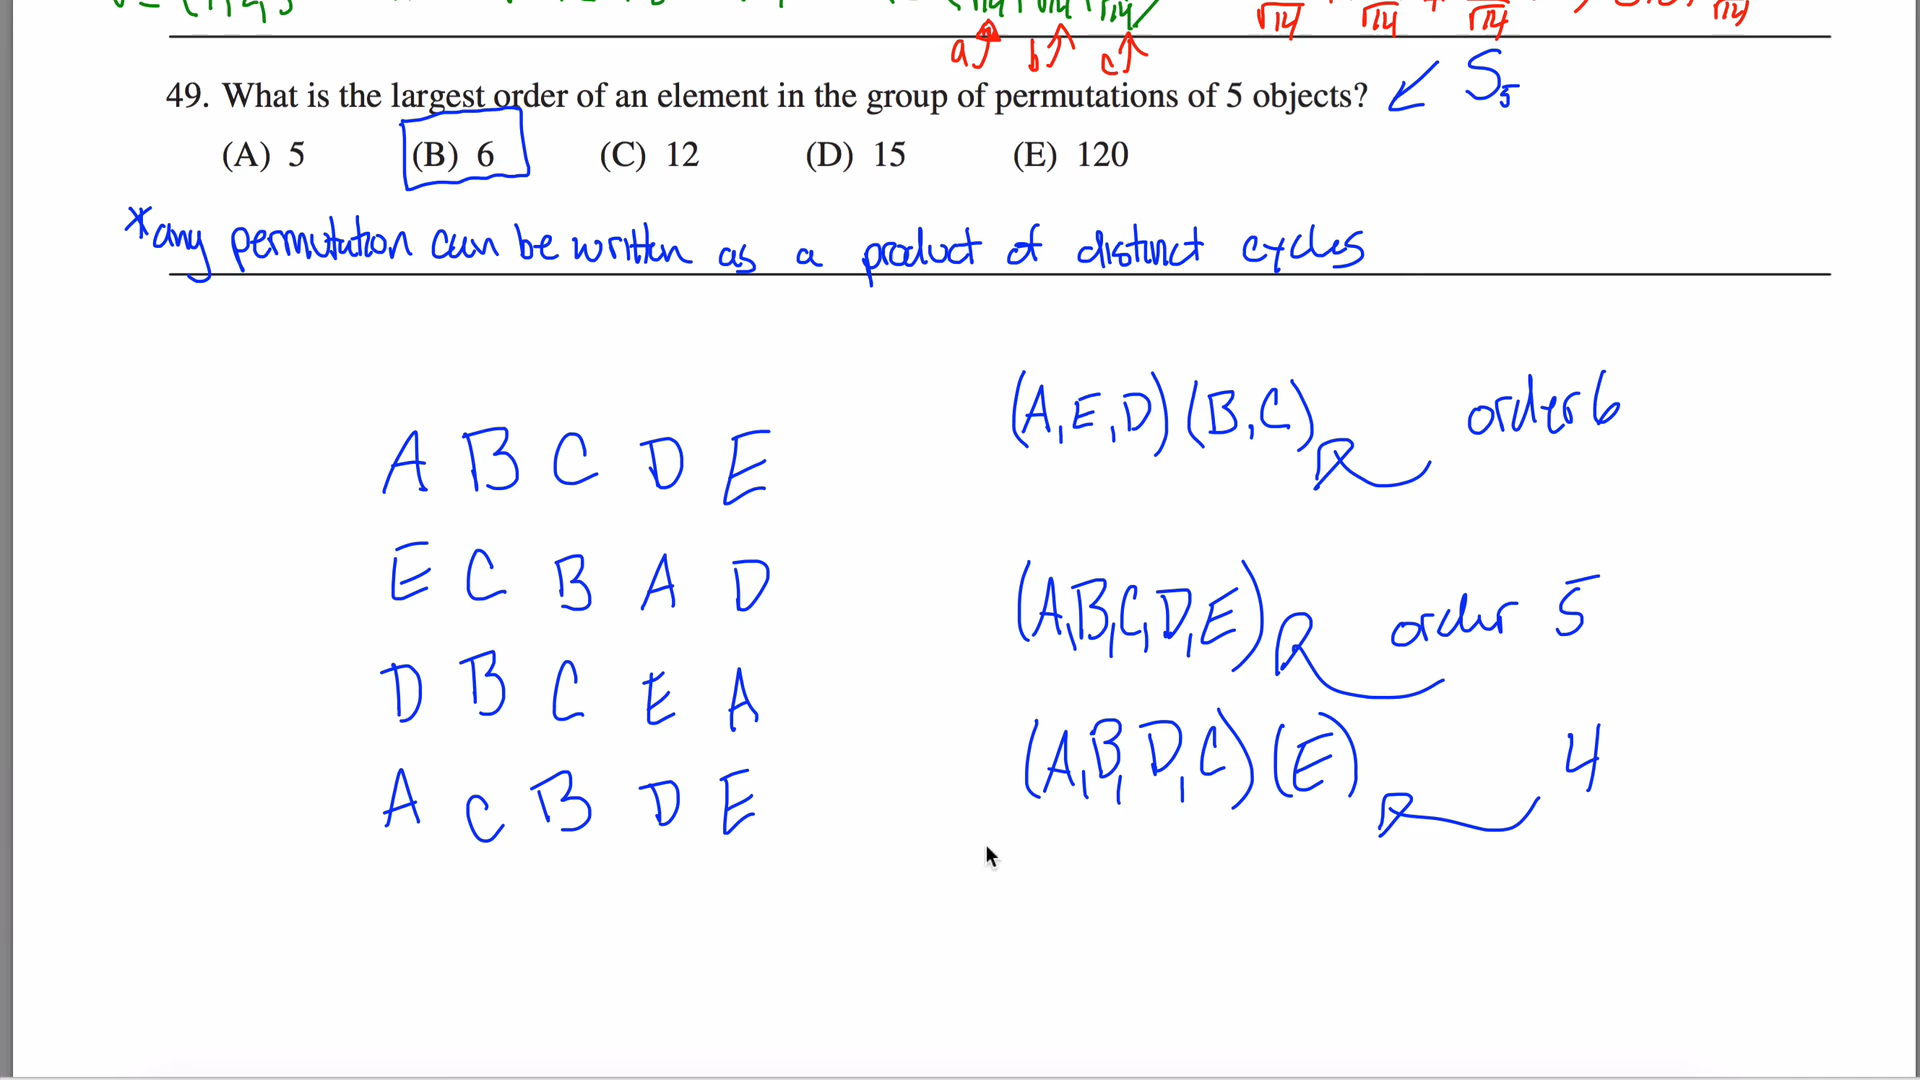 a b c
49. What is the largest order of an element in the group of permutations of 5 objects? S₅
(A) 5 (B) 6 (C) 12 (D) 15 (E) 120
*any permutation can be written as a product of distinct cycles
A B C D E
E C B A D
D B C E A
A C B D E
(A,E,D)(B,C) order 6
(A,B,C,D,E) order 5
(A,B,D,C)(E) 4